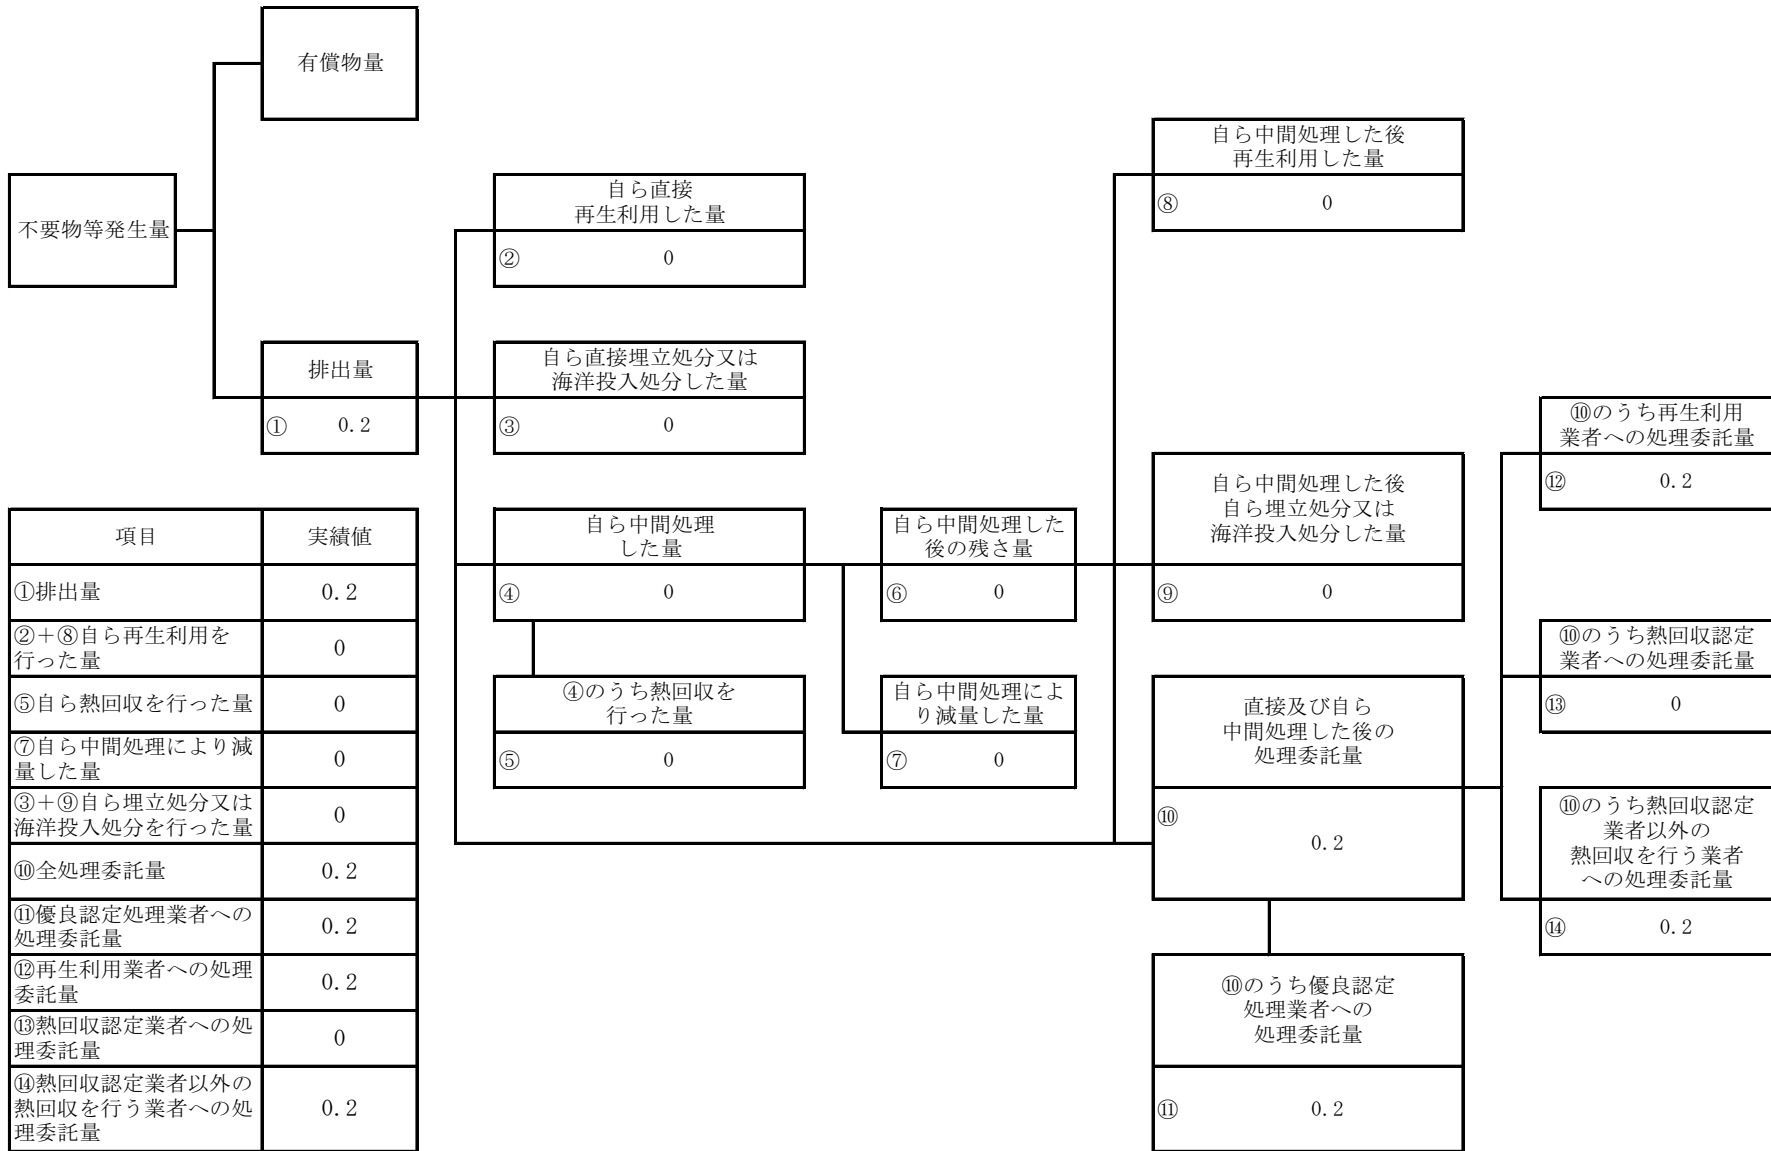 有償物量
不要物等発生量
排出量
① 0.2
自ら直接
再生利用した量
② 0
自ら直接埋立処分又は
海洋投入処分した量
③ 0
自ら中間処理
した量
④ 0
④のうち熱回収を
行った量
⑤ 0
自ら中間処理した
後の残さ量
⑥ 0
自ら中間処理によ
り減量した量
⑦ 0
自ら中間処理した後
再生利用した量
⑧ 0
自ら中間処理した後
自ら埋立処分又は
海洋投入処分した量
⑨ 0
直接及び自ら
中間処理した後の
処理委託量
⑩
0.2
⑩のうち優良認定
処理業者への
処理委託量
⑪ 0.2
⑩のうち再生利用
業者への処理委託量
⑫ 0.2
⑩のうち熱回収認定
業者への処理委託量
⑬ 0
⑩のうち熱回収認定
業者以外の
熱回収を行う業者
への処理委託量
⑭ 0.2
項目 実績値
①排出量 0.2
②+⑧自ら再生利用を
行った量 0
⑤自ら熱回収を行った量 0
⑦自ら中間処理により減
量した量 0
③+⑨自ら埋立処分又は
海洋投入処分を行った量 0
⑩全処理委託量 0.2
⑪優良認定処理業者への
処理委託量 0.2
⑫再生利用業者への処理
委託量 0.2
⑬熱回収認定業者への処
理委託量 0
⑭熱回収認定業者以外の
熱回収を行う業者への処
理委託量 0.2